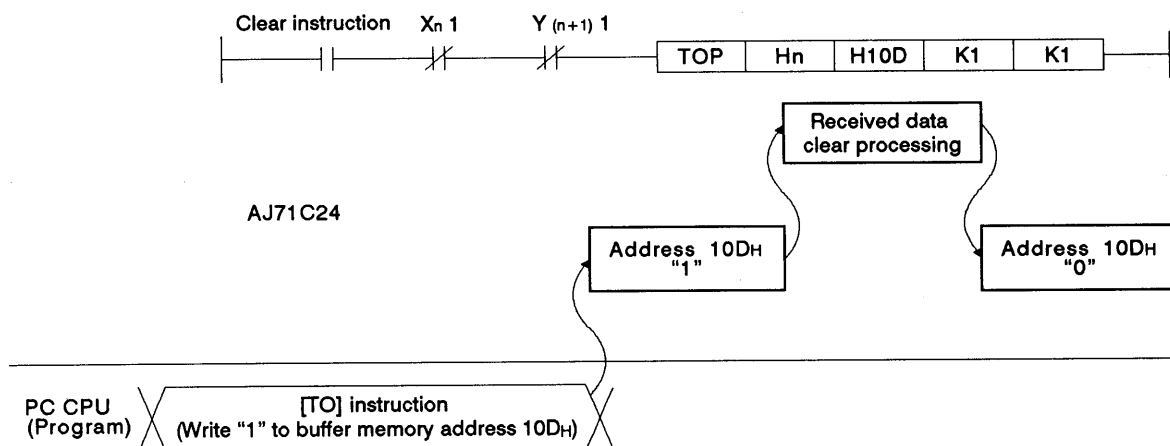 Clear instruction Xn 1 Y (n+1) 1
TOP Hn H10D K1 K1
Received data
clear processing
AJ71C24
Address 10DH
"1"
Address 10DH
"0"
PC CPU
(Program)
[TO] instruction
(Write "1" to buffer memory address 10DH)